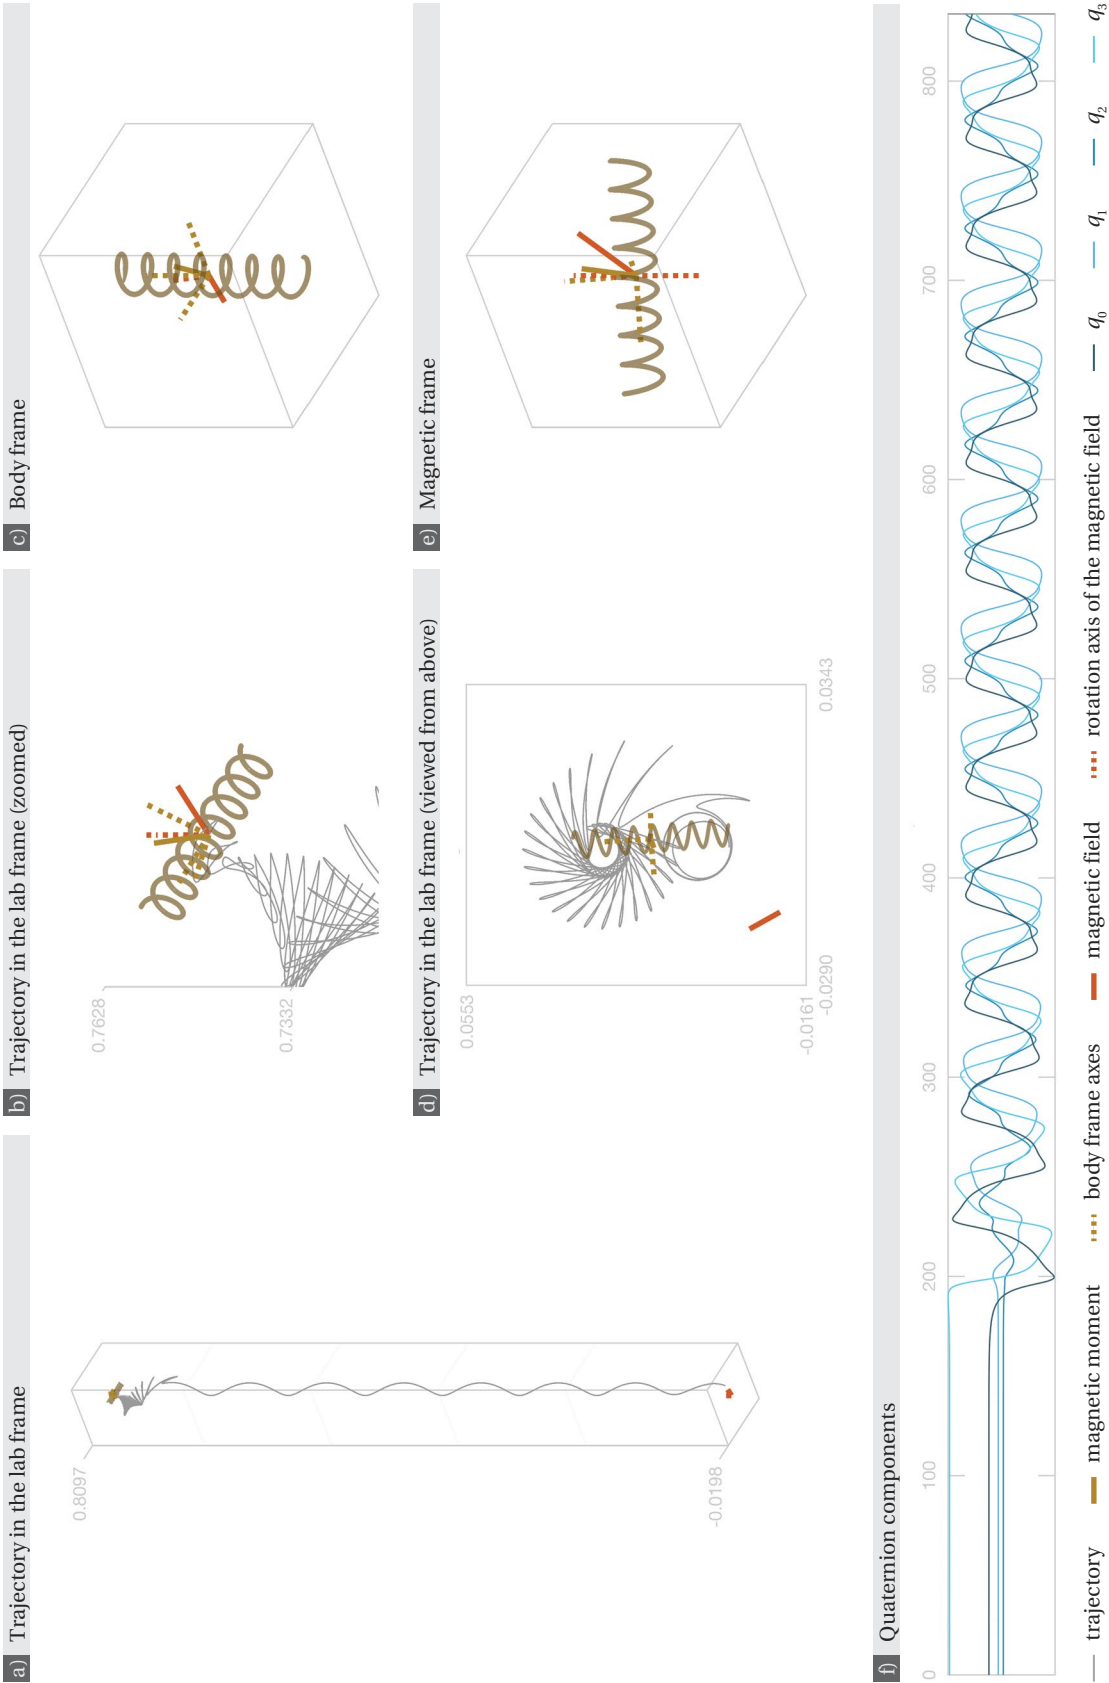 a) Trajectory in the lab frame
0.8097
-0.0198
b) Trajectory in the lab frame (zoomed)
0.7628
0.7332
c) Body frame
d) Trajectory in the lab frame (viewed from above)
0.0553
-0.0161
-0.0290
0.0343
e) Magnetic frame
f) Quaternion components
0 100 200 300 400 500 600 700 800
trajectory magnetic moment body frame axes magnetic field rotation axis of the magnetic field q₀ q₁ q₂ q₃